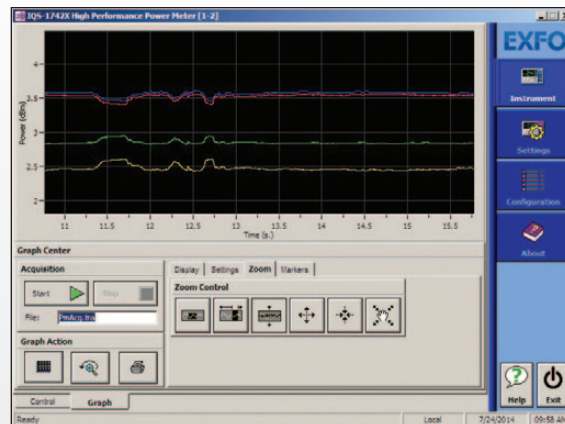 IQS-1742X High Performance Power Meter [1-2]
EXFO
Instrument
Settings
Configuration
About
Power (dBm)
4
3.5
3
2.5
2
11
11.5
12
12.5
13
13.5
14
14.5
15
15.5
Time (s.)
Graph Center
Acquisition
Start
Stop
File:
PmAcq.tra
Graph Action
Display
Settings
Zoom
Markers
Zoom Control
Help
Exit
Control
Graph
Ready
Local
7/24/2014
09:58 AM